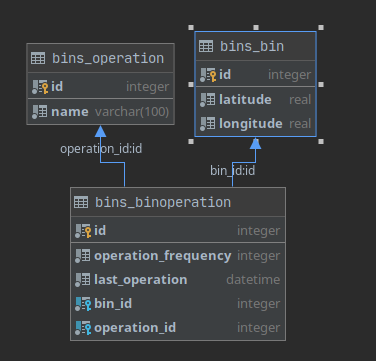 bins_operation
id integer
name varchar(100)
bins_bin
id integer
latitude real
longitude real
operation_id:id
bin_id:id
bins_binoperation
id integer
operation_frequency integer
last_operation datetime
bin_id integer
operation_id integer